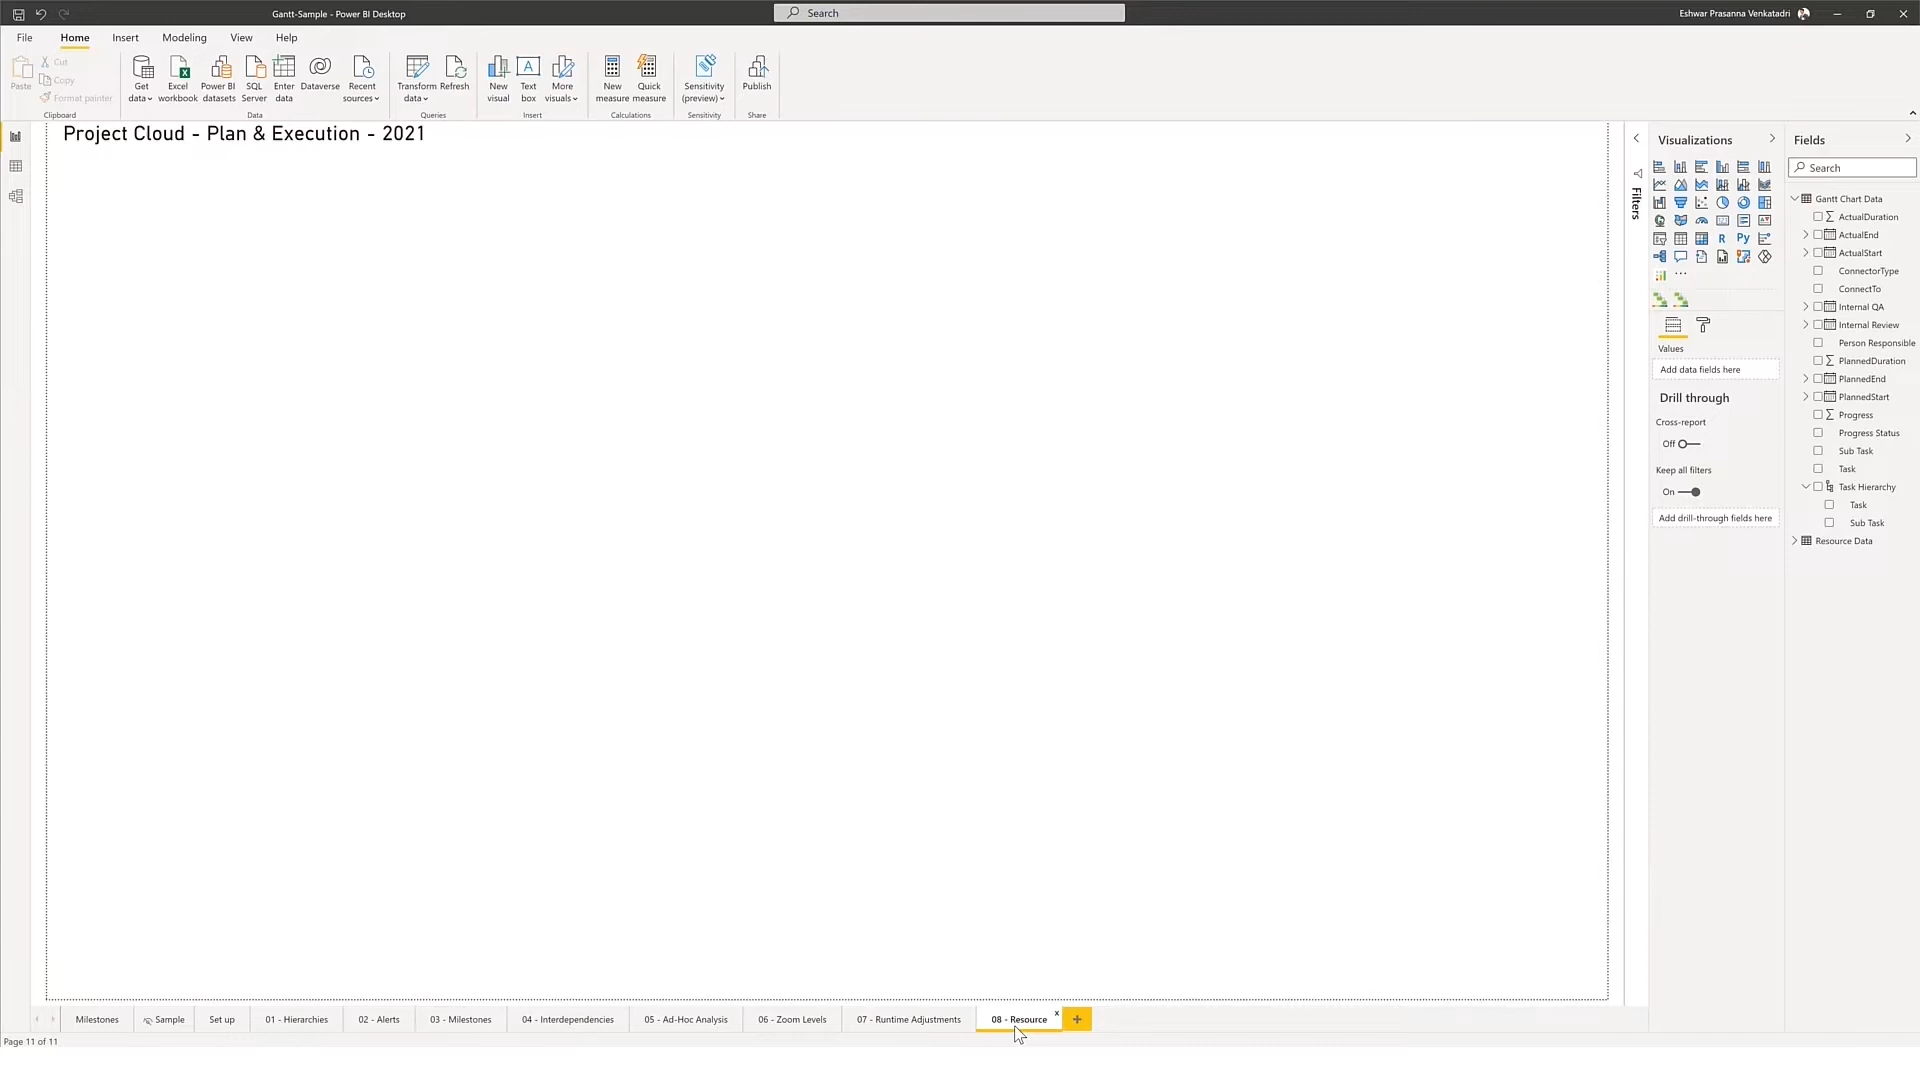 Gantt-Sample - Power BI Desktop
Search
Eshwar Prasanna Venkatadri
File Home Insert Modeling View Help
Paste
Cut
Copy
Format painter
Clipboard
Get data
Excel workbook
Power BI datasets
SQL Server
Enter data
Dataverse
Recent sources
Data
Transform data
Refresh
Queries
New visual
Text box
More visuals
Insert
New measure
Quick measure
Calculations
Sensitivity (preview)
Sensitivity
Publish
Share
Project Cloud - Plan & Execution - 2021
Filters
Visualizations
R
Py
Values
Add data fields here
Drill through
Cross-report
Off
Keep all filters
On
Add drill-through fields here
Fields
Search
Gantt Chart Data
ActualDuration
ActualEnd
ActualStart
ConnectorType
ConnectTo
Internal QA
Internal Review
Person Responsible
PlannedDuration
PlannedEnd
PlannedStart
Progress
Progress Status
Sub Task
Task
Task Hierarchy
Task
Sub Task
Resource Data
Milestones Sample Set up 01 - Hierarchies 02 - Alerts 03 - Milestones 04 - Interdependencies 05 - Ad-Hoc Analysis 06 - Zoom Levels 07 - Runtime Adjustments 08 - Resource
Page 11 of 11